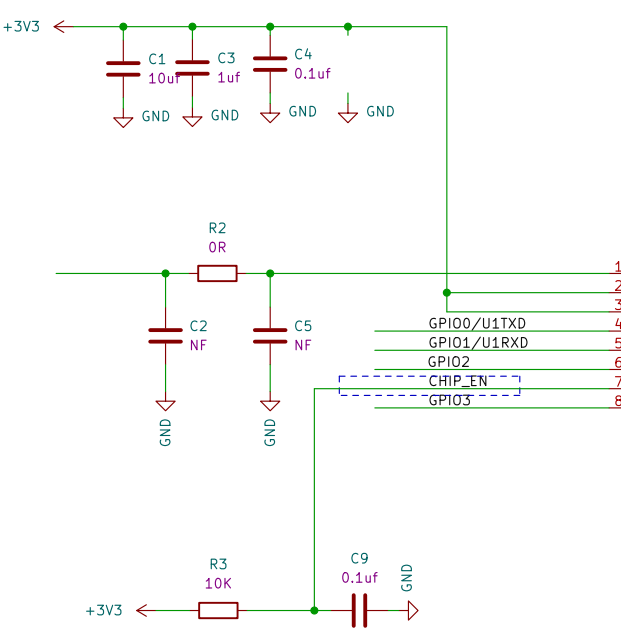 +3V3
C1
10uf
C3
1uf
C4
0.1uf
GND
GND
GND
GND
R2
0R
C2
NF
C5
NF
GND
GND
1
2
3
GPIO0/U1TXD
4
GPIO1/U1RXD
5
GPIO2
6
CHIP_EN
7
GPIO3
8
R3
10K
C9
0.1uf
GND
+3V3